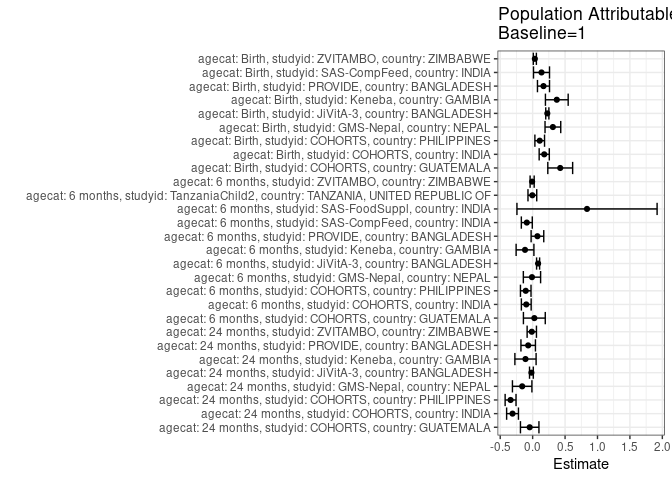 Population Attributable
Baseline=1
agecat: Birth, studyid: ZVITAMBO, country: ZIMBABWE
agecat: Birth, studyid: SAS-CompFeed, country: INDIA
agecat: Birth, studyid: PROVIDE, country: BANGLADESH
agecat: Birth, studyid: Keneba, country: GAMBIA
agecat: Birth, studyid: JiVitA-3, country: BANGLADESH
agecat: Birth, studyid: GMS-Nepal, country: NEPAL
agecat: Birth, studyid: COHORTS, country: PHILIPPINES
agecat: Birth, studyid: COHORTS, country: INDIA
agecat: Birth, studyid: COHORTS, country: GUATEMALA
agecat: 6 months, studyid: ZVITAMBO, country: ZIMBABWE
agecat: 6 months, studyid: TanzaniaChild2, country: TANZANIA, UNITED REPUBLIC OF
agecat: 6 months, studyid: SAS-FoodSuppl, country: INDIA
agecat: 6 months, studyid: SAS-CompFeed, country: INDIA
agecat: 6 months, studyid: PROVIDE, country: BANGLADESH
agecat: 6 months, studyid: Keneba, country: GAMBIA
agecat: 6 months, studyid: JiVitA-3, country: BANGLADESH
agecat: 6 months, studyid: GMS-Nepal, country: NEPAL
agecat: 6 months, studyid: COHORTS, country: PHILIPPINES
agecat: 6 months, studyid: COHORTS, country: INDIA
agecat: 6 months, studyid: COHORTS, country: GUATEMALA
agecat: 24 months, studyid: ZVITAMBO, country: ZIMBABWE
agecat: 24 months, studyid: PROVIDE, country: BANGLADESH
agecat: 24 months, studyid: Keneba, country: GAMBIA
agecat: 24 months, studyid: JiVitA-3, country: BANGLADESH
agecat: 24 months, studyid: GMS-Nepal, country: NEPAL
agecat: 24 months, studyid: COHORTS, country: PHILIPPINES
agecat: 24 months, studyid: COHORTS, country: INDIA
agecat: 24 months, studyid: COHORTS, country: GUATEMALA
-0.5 0.0 0.5 1.0 1.5 2.0
Estimate